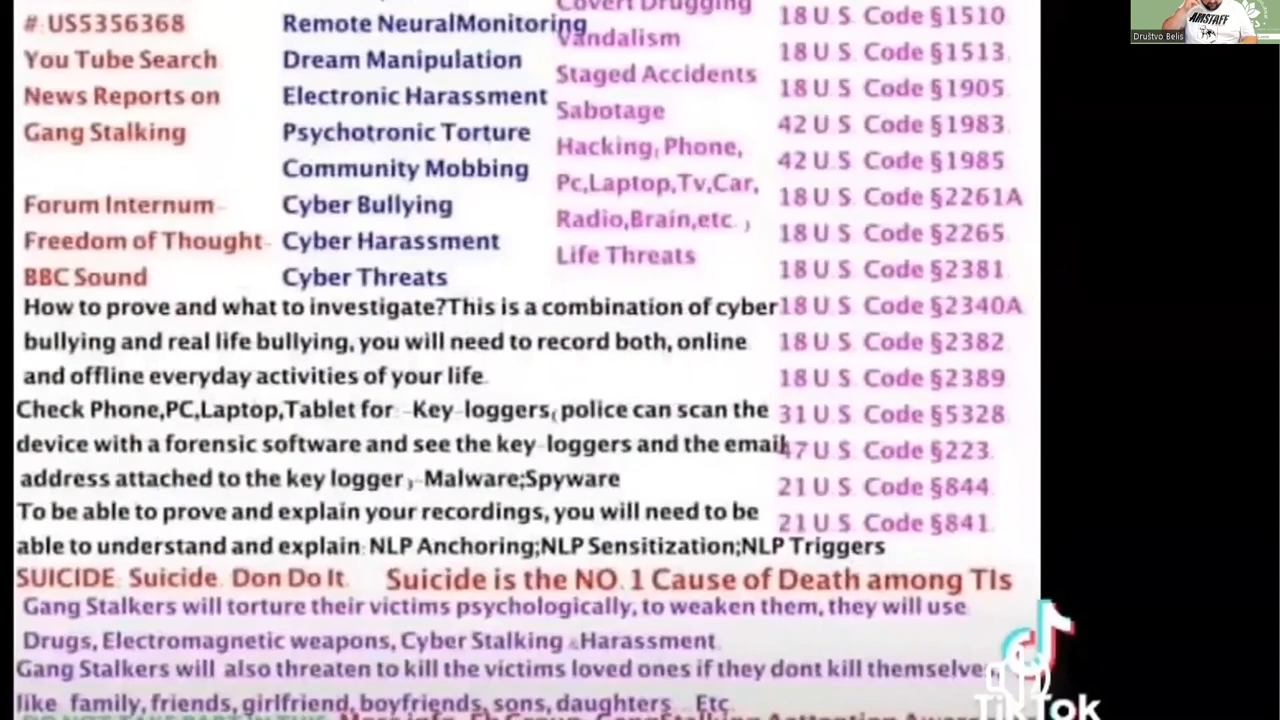 # US5356368
You Tube Search
News Reports on
Gang Stalking
Forum Internum
Freedom of Thought
BBC Sound
Remote NeuralMonitoring
Dream Manipulation
Electronic Harassment
Psychotronic Torture
Community Mobbing
Cyber Bullying
Cyber Harassment
Cyber Threats
Covert Drugging
Vandalism
Staged Accidents
Sabotage
Hacking, Phone,
Pc,Laptop,Tv,Car,
Radio,Brain,etc. )
Life Threats
18 U S Code §1510
18 U S Code §1513
18 U S Code §1905
42 U S Code §1983
42 U S Code §1985
18 U S Code §2261A
18 U S Code §2265
18 U S Code §2381
18 U S Code §2340A
18 U S Code §2382
18 U S Code §2389
31 U S Code §5328
47 U S Code §223
21 U S Code §844
21 U S Code §841
How to prove and what to investigate?This is a combination of cyber
bullying and real life bullying, you will need to record both, online
and offline everyday activities of your life.
Check Phone,PC,Laptop,Tablet for -Key-loggers(police can scan the
device with a forensic software and see the key-loggers and the email
address attached to the key logger)-Malware;Spyware
To be able to prove and explain your recordings, you will need to be
able to understand and explain NLP Anchoring;NLP Sensitization;NLP Triggers
SUICIDE Suicide Don Do It Suicide is the NO.1 Cause of Death among TIs
Gang Stalkers will torture their victims psychologically, to weaken them, they will use
Drugs, Electromagnetic weapons, Cyber Stalking &Harassment
Gang Stalkers will also threaten to kill the victims loved ones if they dont kill themselve
like family, friends, girlfriend, boyfriends, sons, daughters Etc
TikTok
AMSTAFF
Društvo Belis